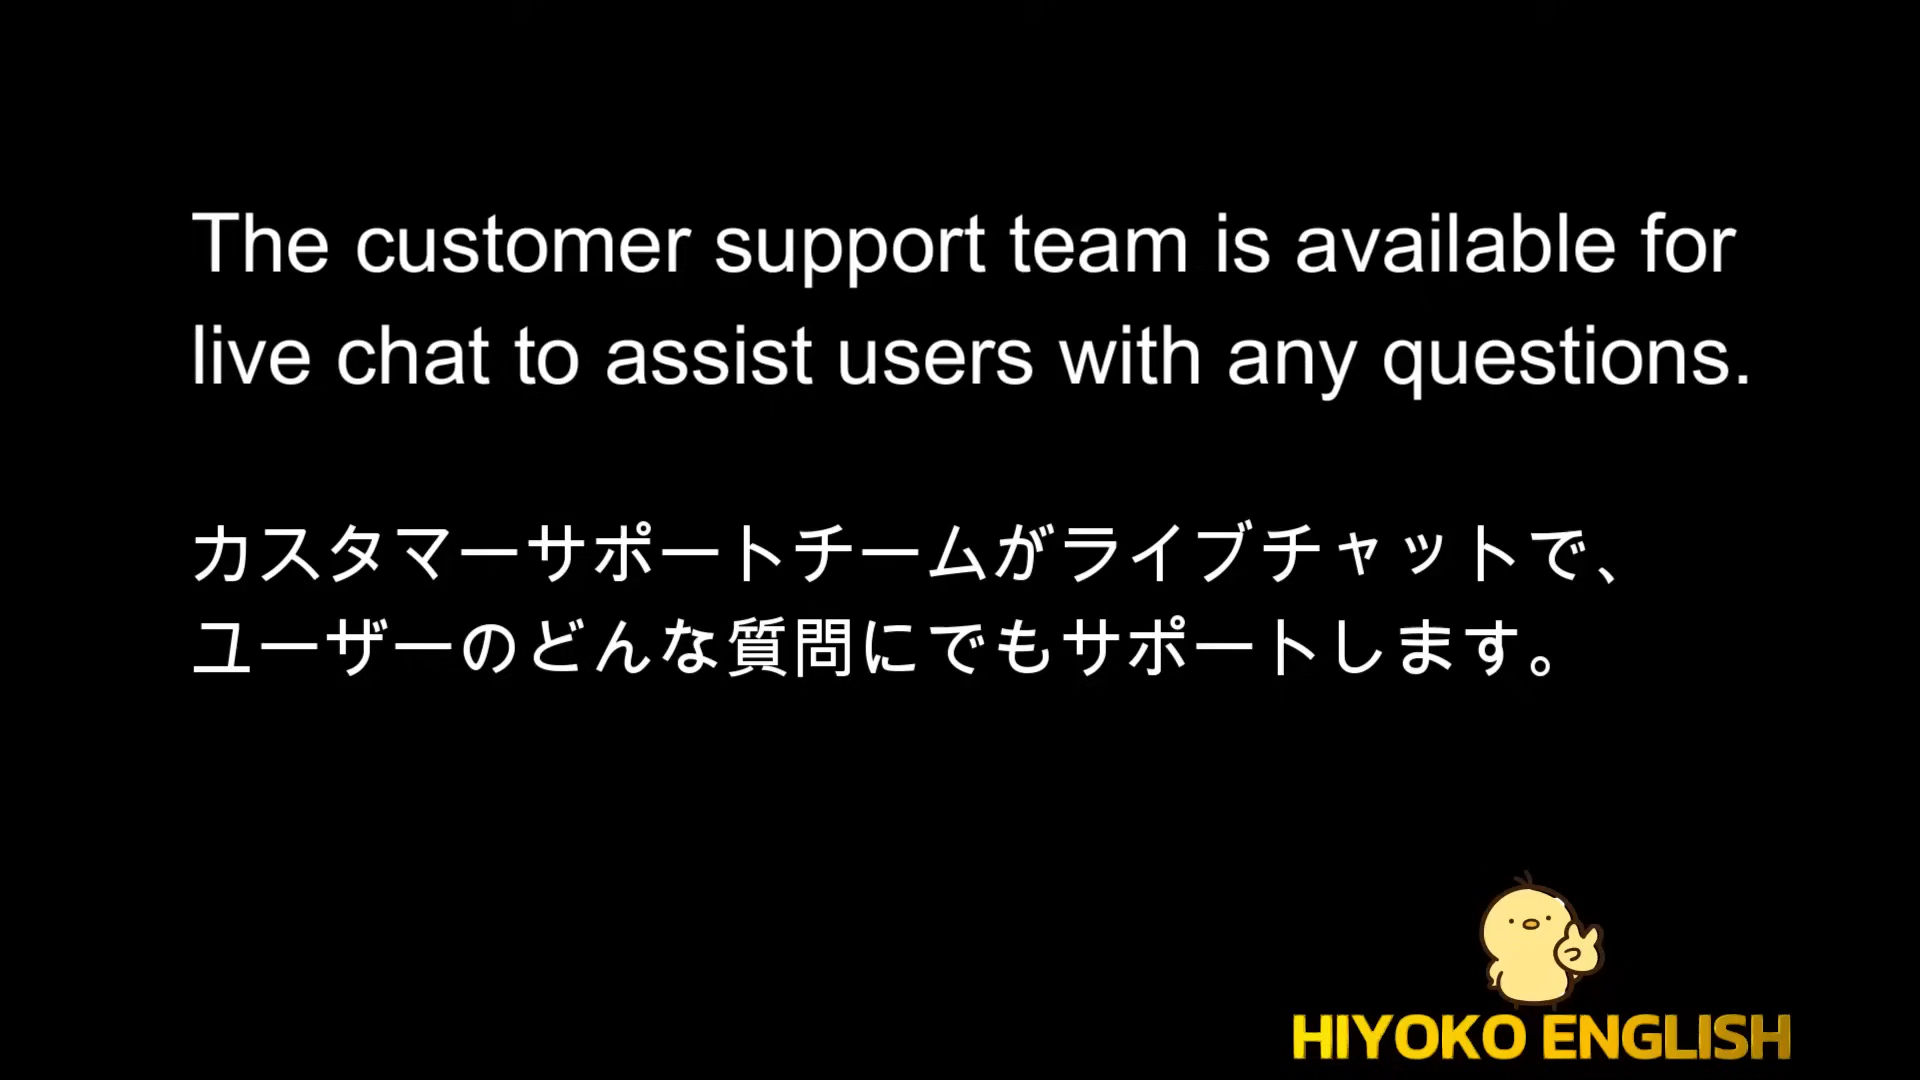 The customer support team is available for
live chat to assist users with any questions.
カスタマーサポートチームがライブチャットで、
ユーザーのどんな質問にでもサポートします。
HIYOKO ENGLISH